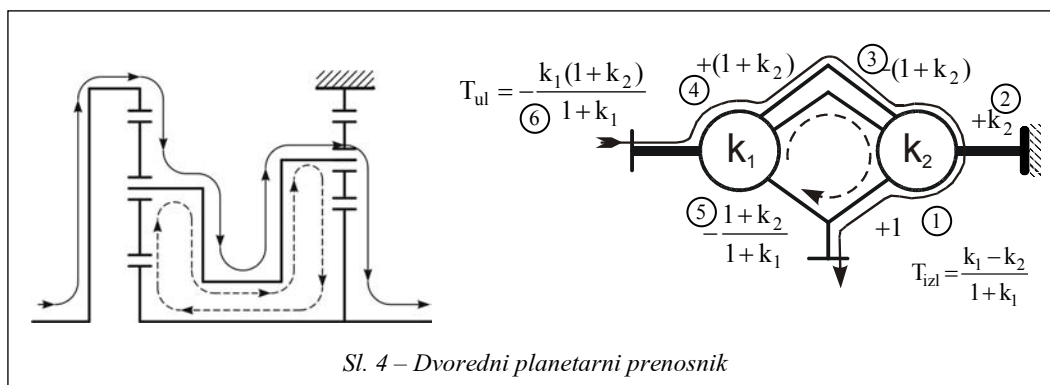 T_ul = -k₁(1+k₂)/(1+k₁)
⑥
④
+(1+k₂)
③
-(1+k₂)
②
+k₂
k₁
k₂
⑤
-(1+k₂)/(1+k₁)
+1
①
T_izl = (k₁-k₂)/(1+k₁)
Sl. 4 – Dvoredni planetarni prenosnik